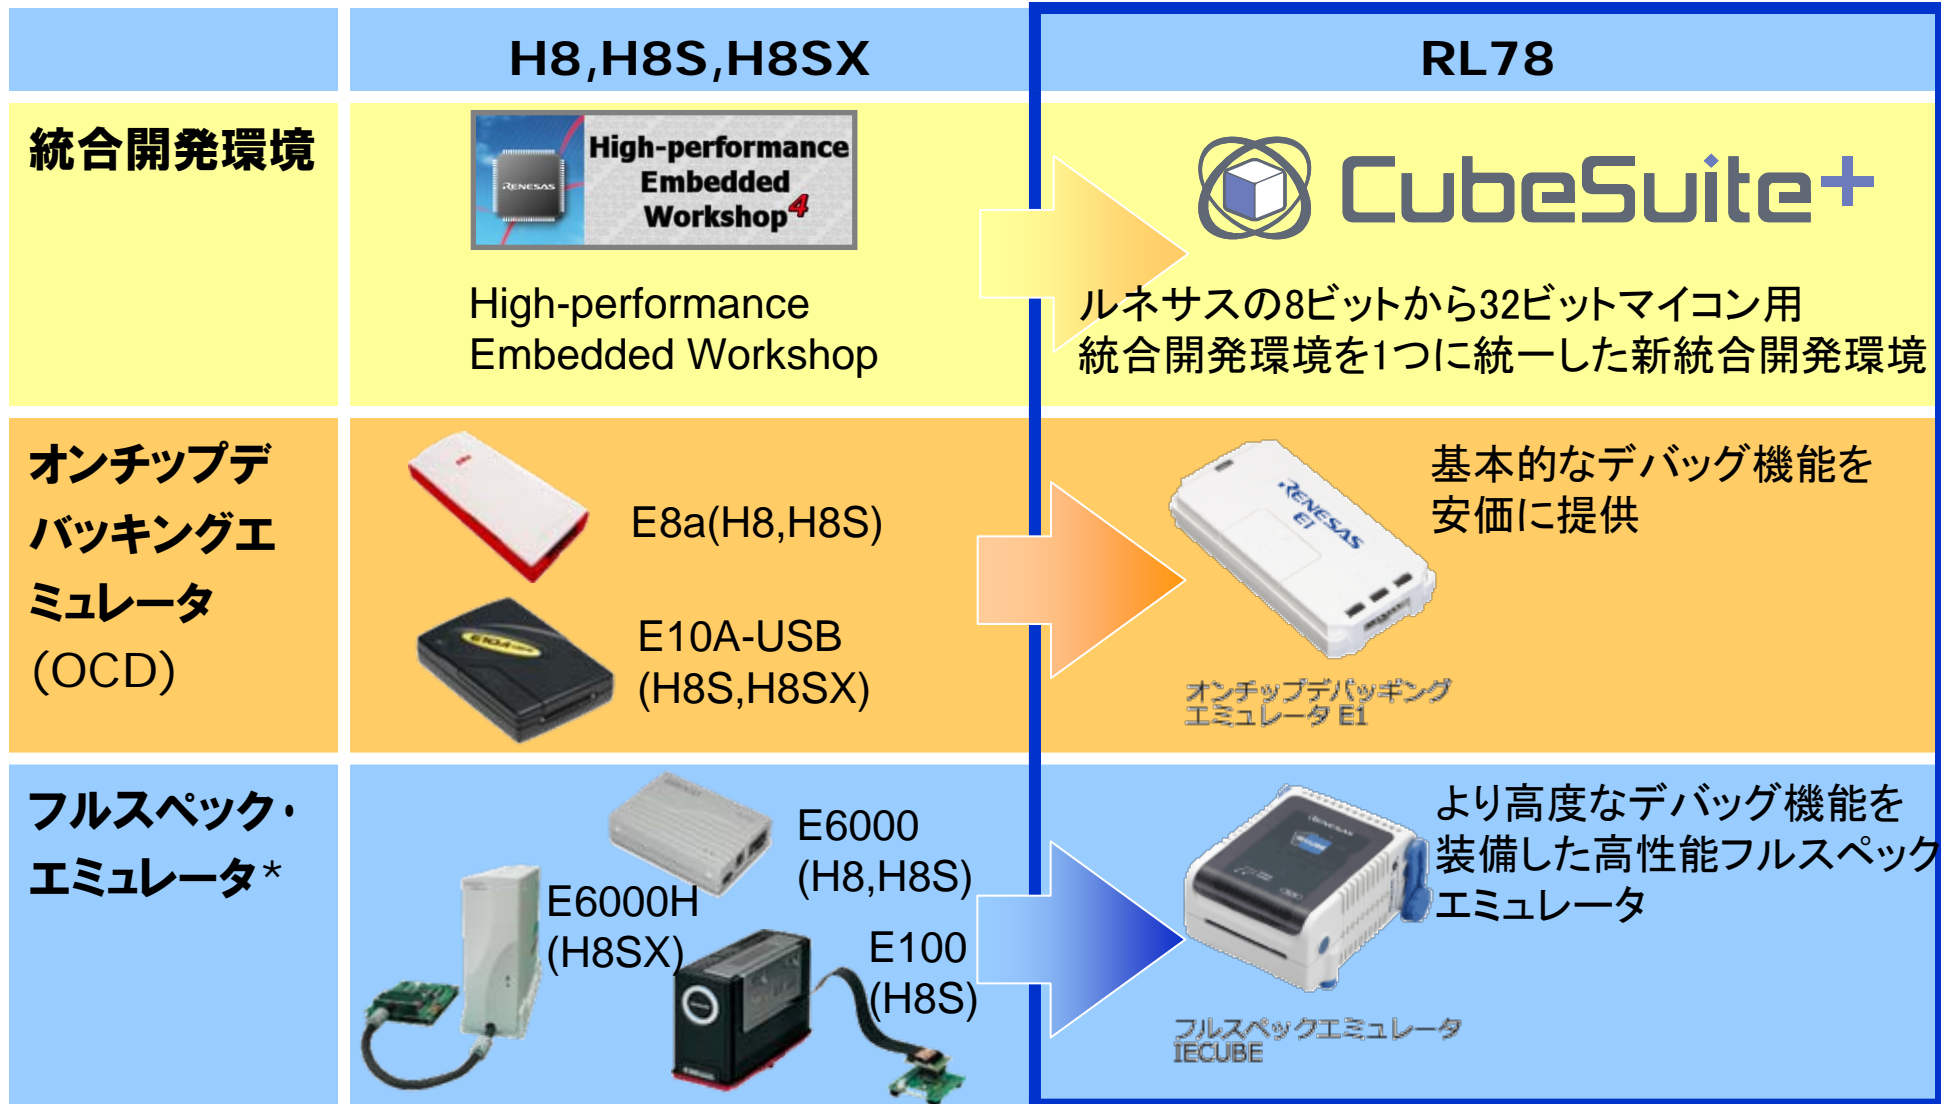 H8,H8S,H8SX
RL78
統合開発環境
RENESAS
High-performance
Embedded
Workshop4
High-performance
Embedded Workshop
CubeSuite+
ルネサスの8ビットから32ビットマイコン用
統合開発環境を1つに統一した新統合開発環境
オンチップデ
バッキングエ
ミュレータ
(OCD)
E8a(H8,H8S)
E10A-USB
(H8S,H8SX)
RENESAS
E1
基本的なデバッグ機能を
安価に提供
オンチップデバッギング
エミュレータ E1
フルスペック・
エミュレータ*
E6000
(H8,H8S)
E6000H
(H8SX)
E100
(H8S)
RENESAS
IECUBE
より高度なデバッグ機能を
装備した高性能フルスペック
エミュレータ
フルスペックエミュレータ
IECUBE